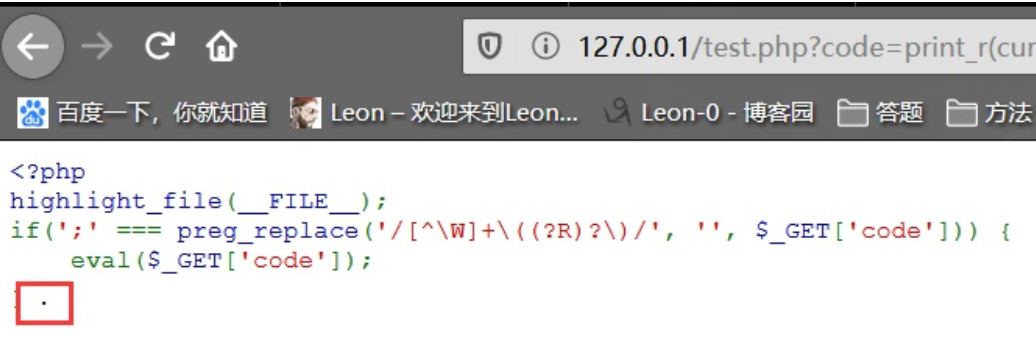 127.0.0.1/test.php?code=print_r(cur
百度一下，你就知道 Leon – 欢迎来到Leon... Leon-0 - 博客园 答题 方法
<?php
highlight_file(__FILE__);
if(';' === preg_replace('/[^\W]+\((?R)?\)/', '', $_GET['code'])) {
    eval($_GET['code']);
} .